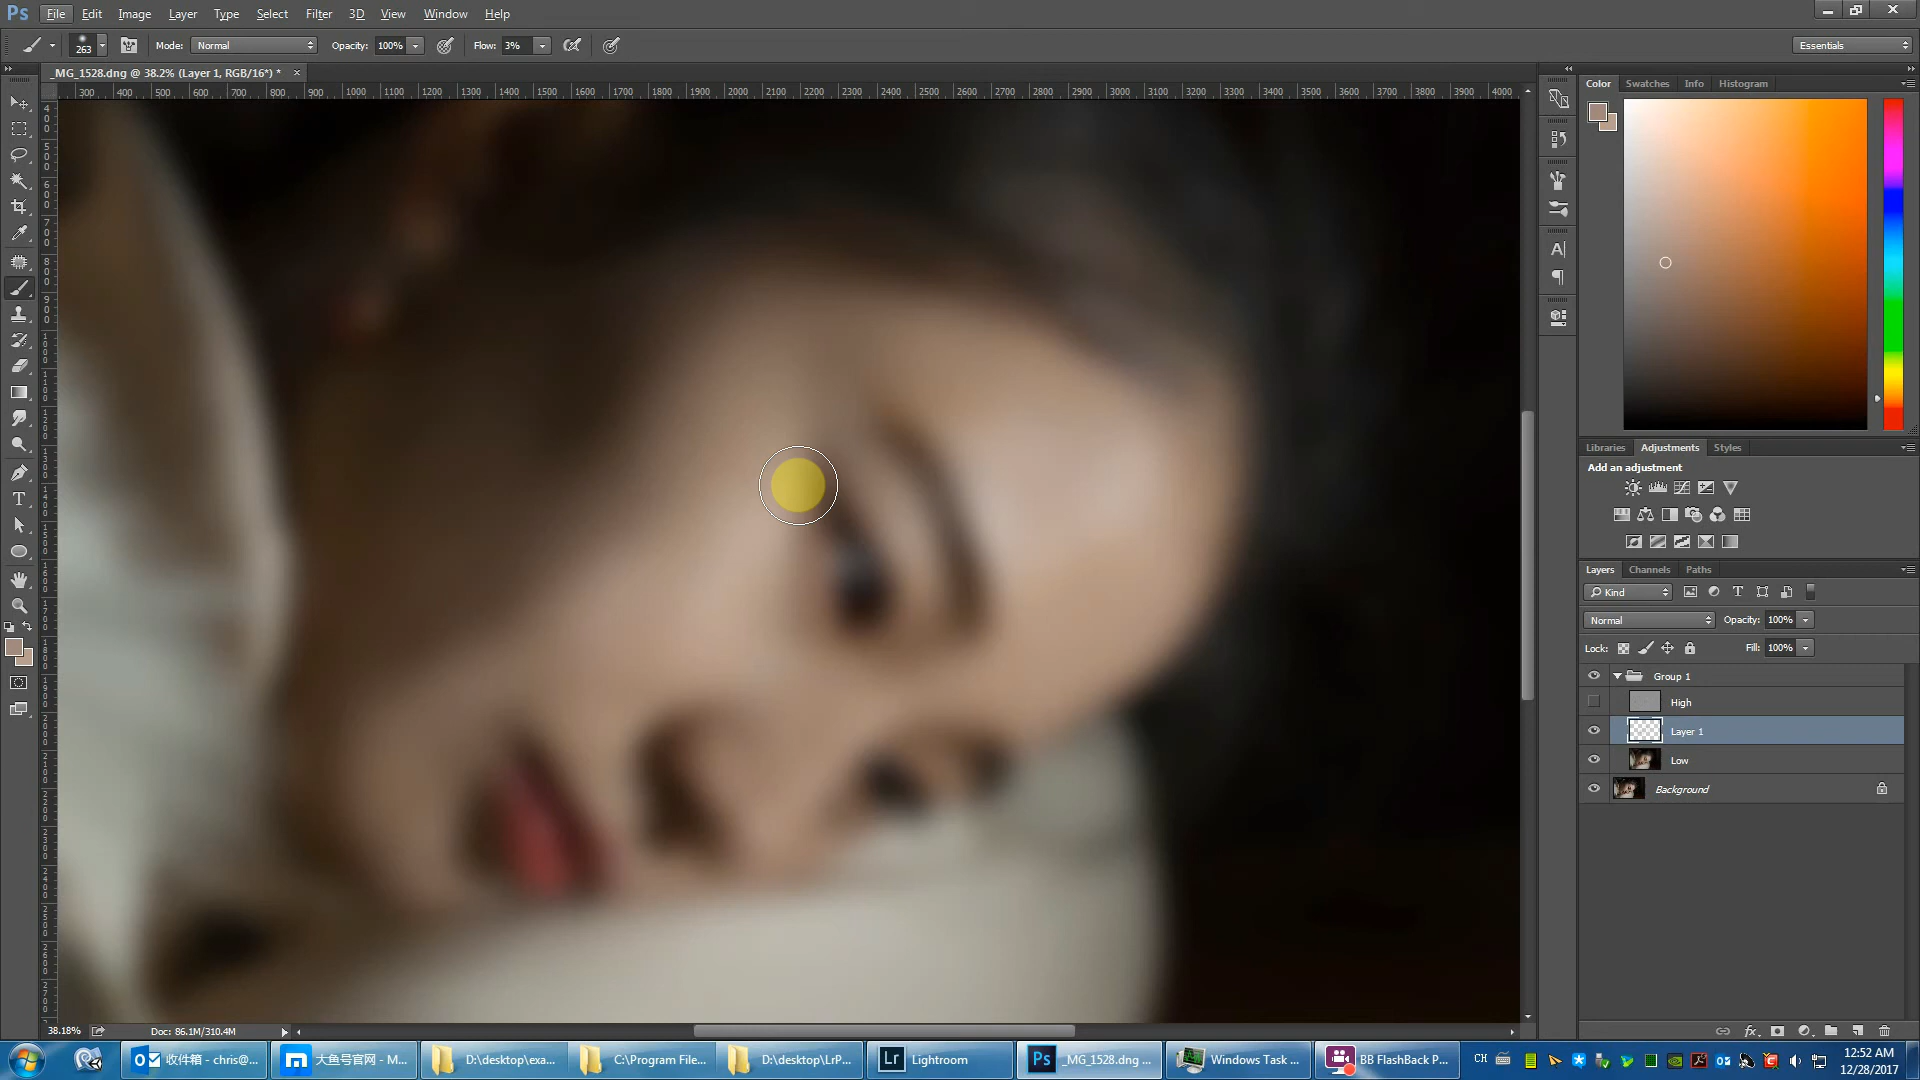 Ps File Edit Image Layer Type Select Filter 3D View Window Help
263 Mode: Normal Opacity: 100% Flow: 3% Essentials
_MG_1528.dng @ 38.2% (Layer 1, RGB/16*) * ×
300 400 500 600 700 800 900 1000 1100 1200 1300 1400 1500 1600 1700 1800 1900 2000 2100 2200 2300 2400 2500 2600 2700 2800 2900 3000 3100 3200 3300 3400 3500 3600 3700 3800 3900 4000
Color Swatches Info Histogram
Libraries Adjustments Styles
Add an adjustment
Layers Channels Paths
Kind
Normal Opacity: 100%
Lock: Fill: 100%
Group 1
High
Layer 1
Low
Background
38.18% Doc: 86.1M/310.4M
收件箱 - chris@... 大鱼号官网 - M... D:\desktop\exa... C:\Program File... D:\desktop\LrP... Lr Lightroom Ps _MG_1528.dng ... Windows Task ... BB FlashBack P... CH 12:52 AM
12/28/2017